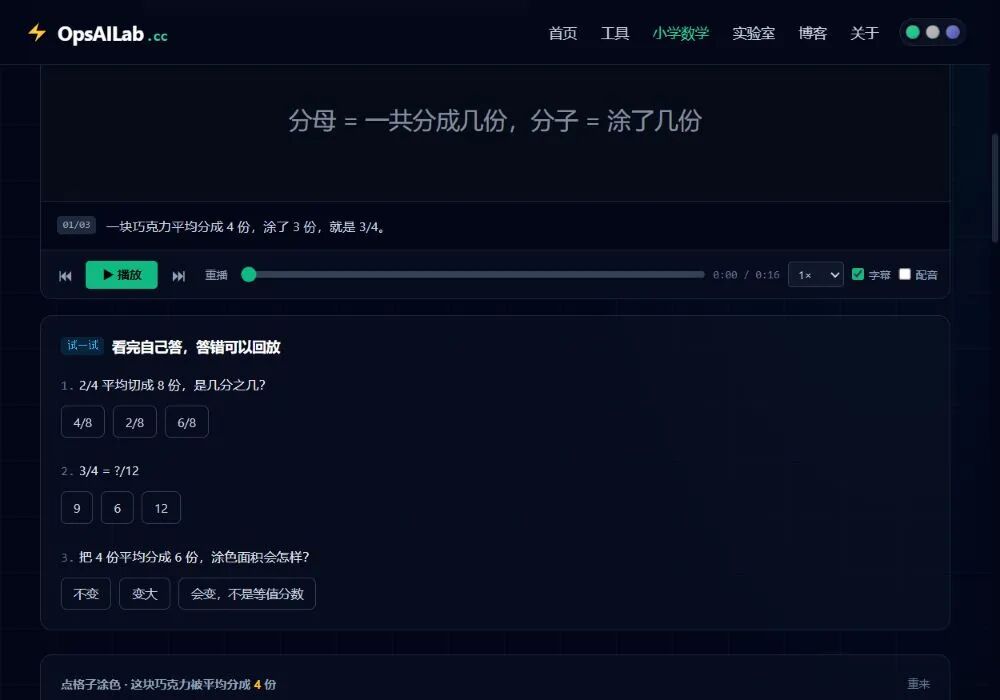 OpsAILab.cc 首页 工具 小学数学 实验室 博客 关于
分母 = 一共分成几份，分子 = 涂了几份
01/03 一块巧克力平均分成 4 份，涂了 3 份，就是 3/4。
播放 重播 0:00 / 0:16 1× 字幕 配音
试一试 看完自己答，答错可以回放
1. 2/4 平均切成 8 份，是几分之几？
4/8 2/8 6/8
2. 3/4 = ?/12
9 6 12
3. 把 4 份平均分成 6 份，涂色面积会怎样？
不变 变大 会变，不是等值分数
点格子涂色 · 这块巧克力被平均分成 4 份 重来